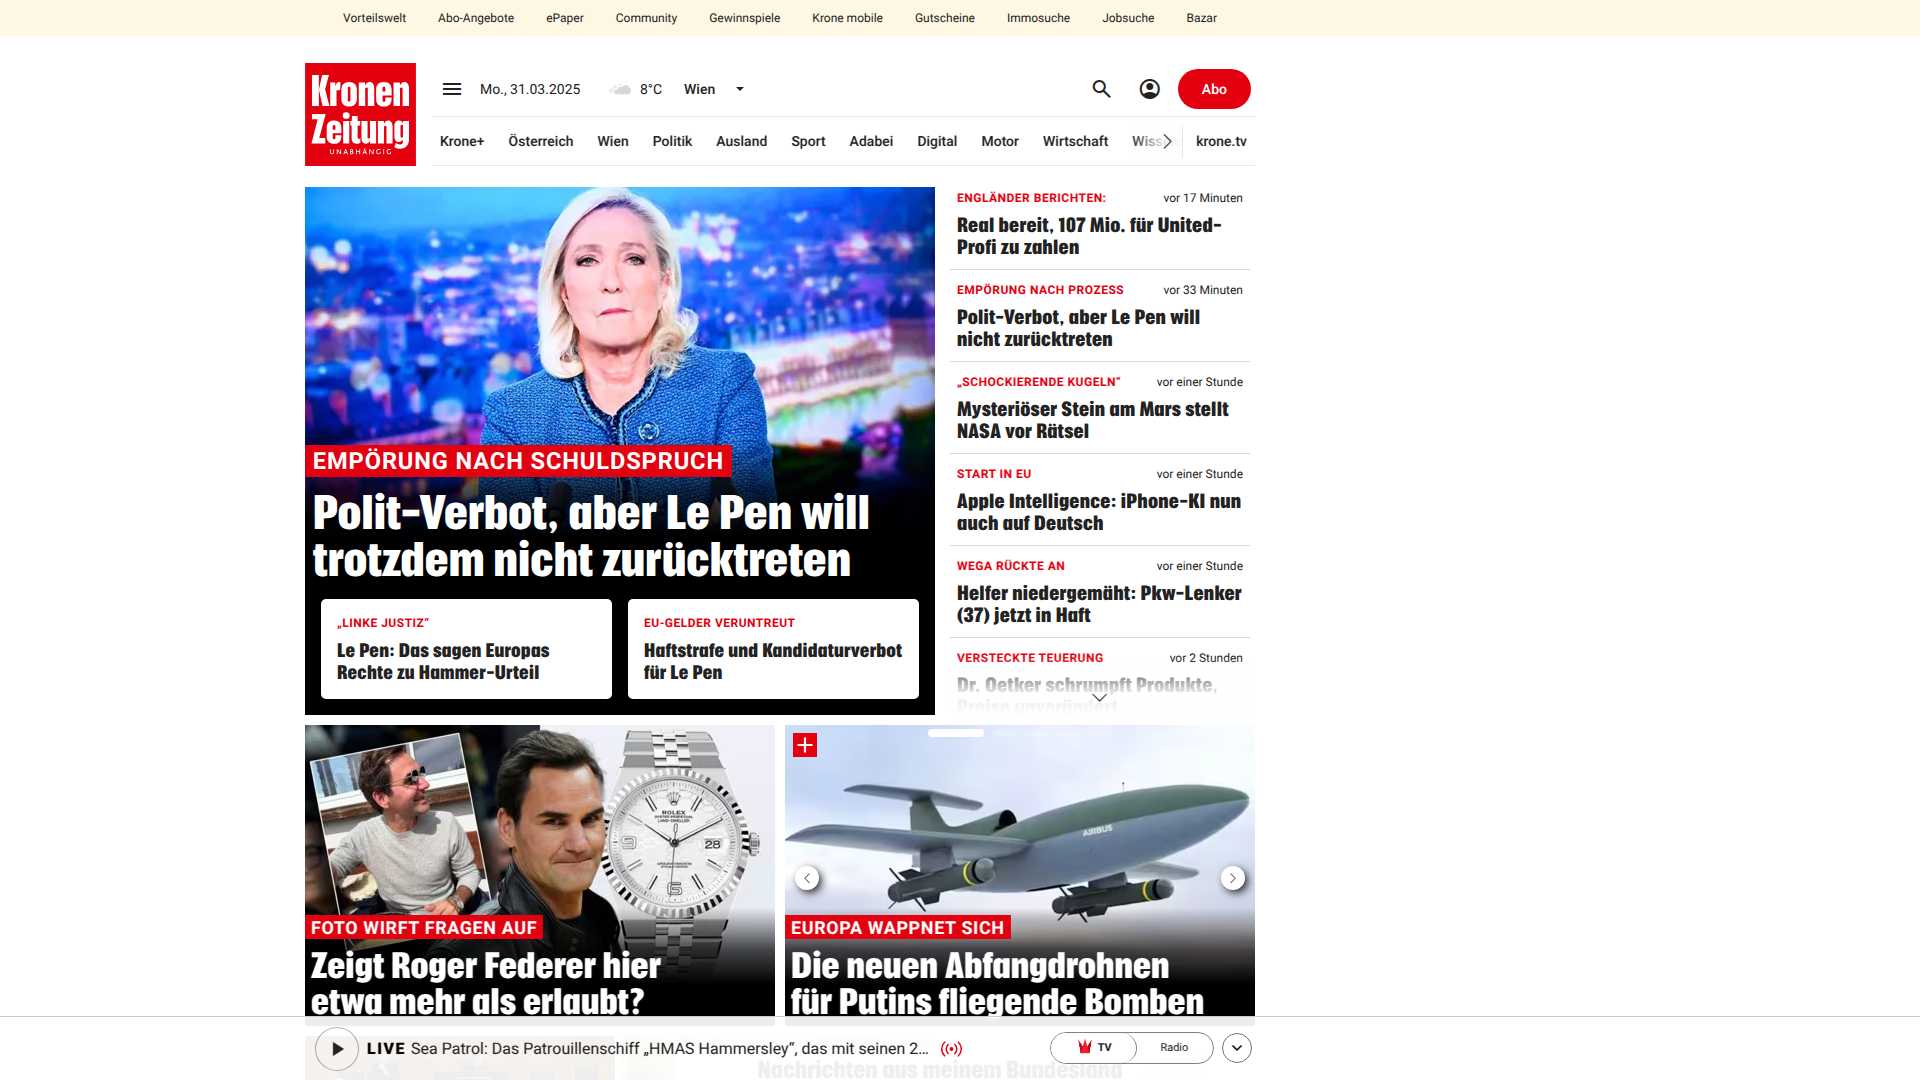 Vorteilswelt Abo-Angebote ePaper Community Gewinnspiele Krone mobile Gutscheine Immosuche Jobsuche Bazar
Kronen
Zeitung
UNABHÄNGIG
Mo., 31.03.2025 8°C Wien
Abo
Krone+ Österreich Wien Politik Ausland Sport Adabei Digital Motor Wirtschaft Wiss krone.tv
EMPÖRUNG NACH SCHULDSPRUCH
Polit-Verbot, aber Le Pen will
trotzdem nicht zurücktreten
„LINKE JUSTIZ“
Le Pen: Das sagen Europas
Rechte zu Hammer-Urteil
EU-GELDER VERUNTREUT
Haftstrafe und Kandidaturverbot
für Le Pen
ENGLÄNDER BERICHTEN: vor 17 Minuten
Real bereit, 107 Mio. für United-
Profi zu zahlen
EMPÖRUNG NACH PROZESS vor 33 Minuten
Polit-Verbot, aber Le Pen will
nicht zurücktreten
„SCHOCKIERENDE KUGELN“ vor einer Stunde
Mysteriöser Stein am Mars stellt
NASA vor Rätsel
START IN EU vor einer Stunde
Apple Intelligence: iPhone-KI nun
auch auf Deutsch
WEGA RÜCKTE AN vor einer Stunde
Helfer niedergemäht: Pkw-Lenker
(37) jetzt in Haft
VERSTECKTE TEUERUNG vor 2 Stunden
Dr. Oetker schrumpft Produkte,
Preise unverändert
ROLEX
28
FOTO WIRFT FRAGEN AUF
Zeigt Roger Federer hier
etwa mehr als erlaubt?
AIRBUS
EUROPA WAPPNET SICH
Die neuen Abfangdrohnen
für Putins fliegende Bomben
LIVE Sea Patrol: Das Patrouillenschiff „HMAS Hammersley“, das mit seinen 2...
TV Radio
Nachrichten aus meinem Bundesland